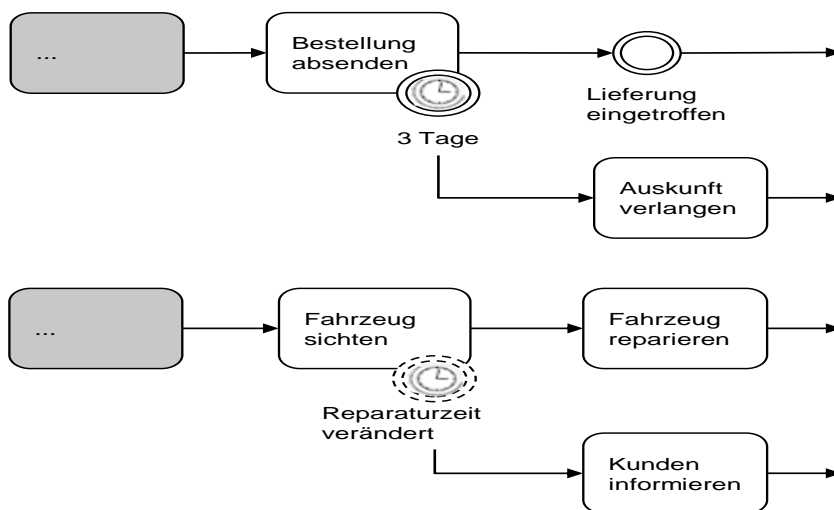 ...
Bestellung
absenden
Lieferung
eingetroffen
3 Tage
Auskunft
verlangen
...
Fahrzeug
sichten
Fahrzeug
reparieren
Reparaturzeit
verändert
Kunden
informieren